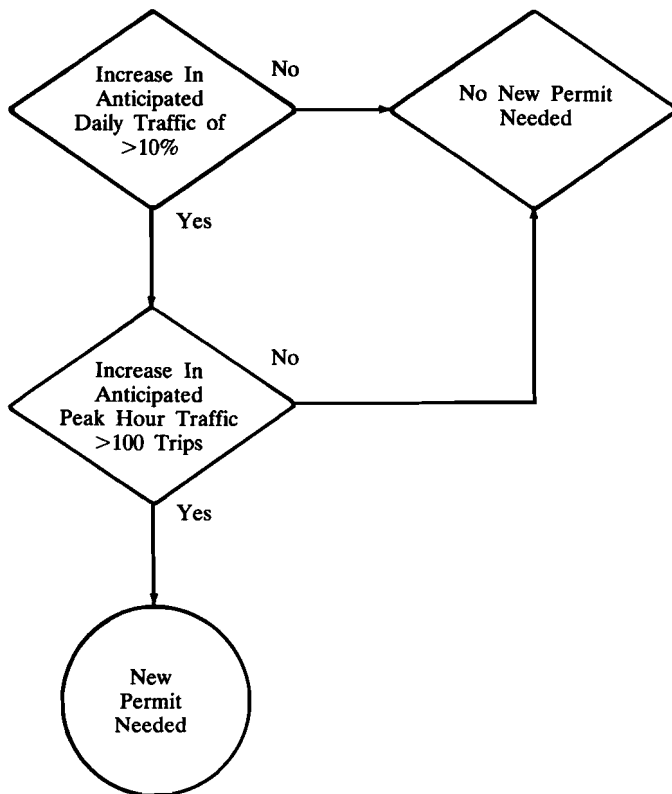 Increase In
Anticipated
Daily Traffic of
>10%
No
No New Permit
Needed
Yes
Increase In
Anticipated
Peak Hour Traffic
>100 Trips
No
Yes
New
Permit
Needed